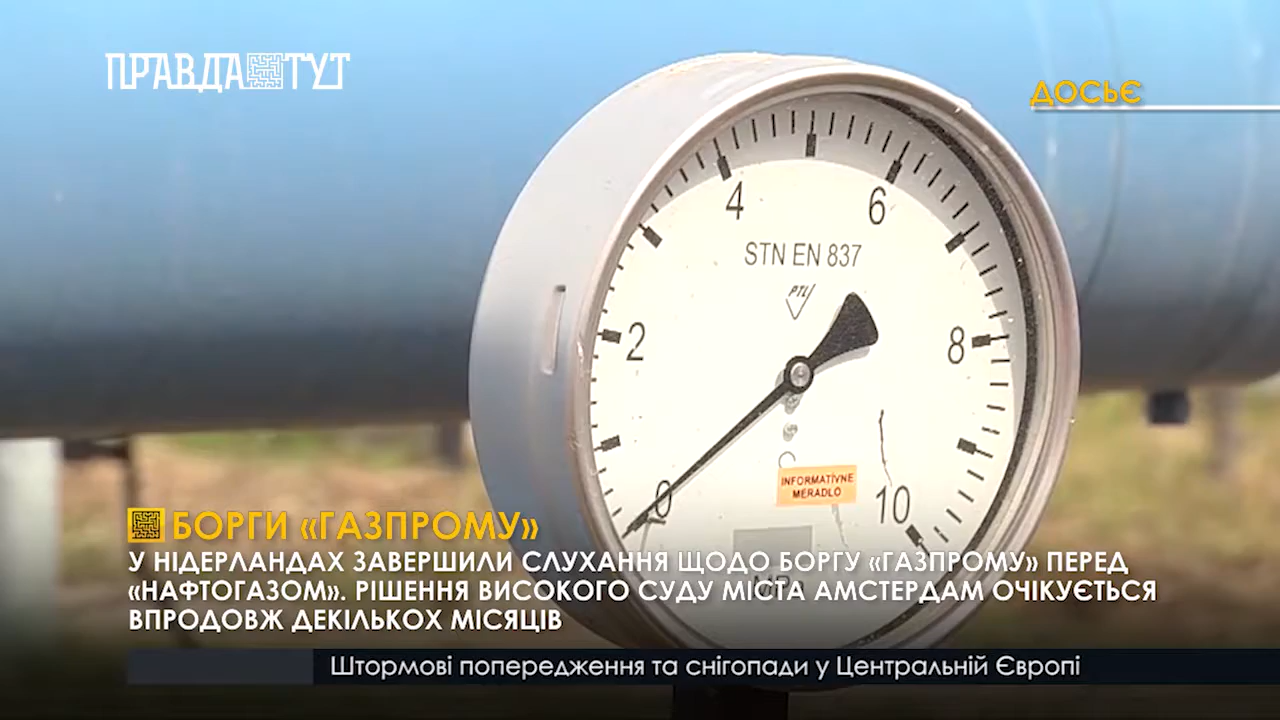 ПРАВДА ТУТ
ДОСЬЄ
4
6
STN EN 837
PTL
2
8
INFORMATÍVNE
MERADLO
0
10
MPa
БОРГИ «ГАЗПРОМУ»
У НІДЕРЛАНДАХ ЗАВЕРШИЛИ СЛУХАННЯ ЩОДО БОРГУ «ГАЗПРОМУ» ПЕРЕД
«НАФТОГАЗОМ». РІШЕННЯ ВИСОКОГО СУДУ МІСТА АМСТЕРДАМ ОЧІКУЄТЬСЯ
ВПРОДОВЖ ДЕКІЛЬКОХ МІСЯЦІВ
Штормові попередження та снігопади у Центральній Європі